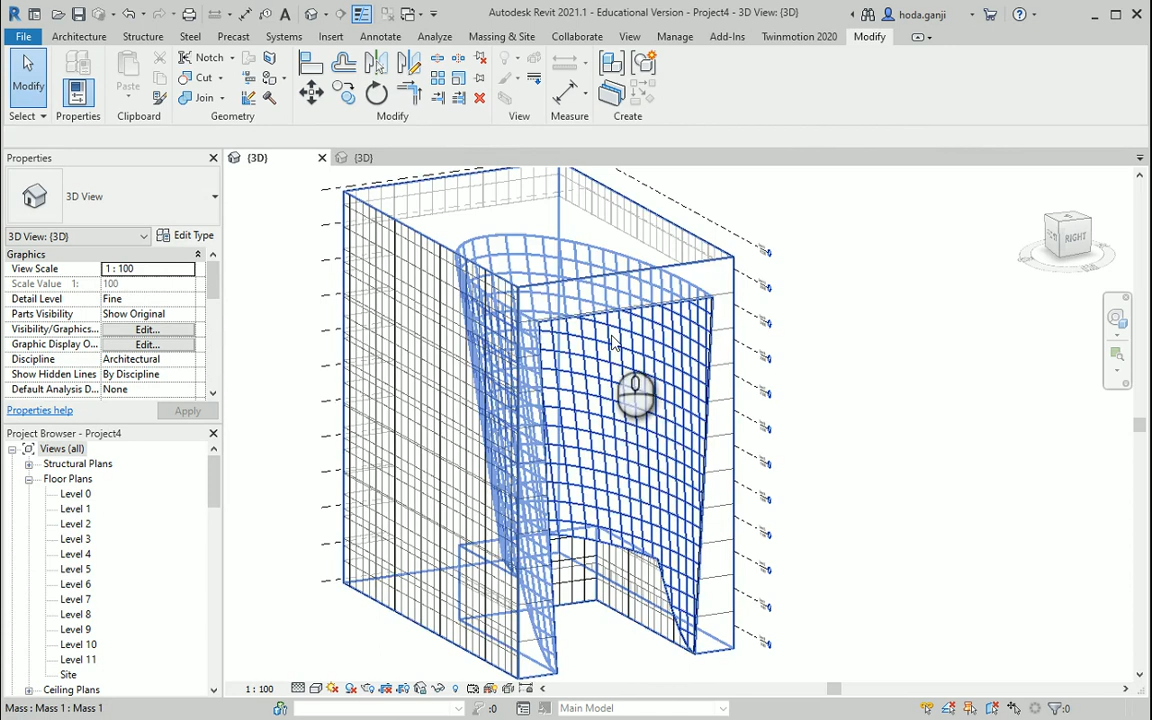 Autodesk Revit 2021.1 - Educational Version - Project4 - 3D View: {3D}
hoda.ganji
File Architecture Structure Steel Precast Systems Insert Annotate Analyze Massing & Site Collaborate View Manage Add-Ins Twinmotion 2020 Modify
Modify
Paste
Notch
Cut
Join
Select
Properties
Clipboard
Geometry
Modify
View
Measure
Create
Properties
{3D}
{3D}
3D View
3D View: {3D}
Edit Type
Graphics
View Scale 1 : 100
Scale Value 1: 100
Detail Level Fine
Parts Visibility Show Original
Visibility/Graphics... Edit...
Graphic Display O... Edit...
Discipline Architectural
Show Hidden Lines By Discipline
Default Analysis D... None
Properties help
Apply
Project Browser - Project4
Views (all)
Structural Plans
Floor Plans
Level 0
Level 1
Level 2
Level 3
Level 4
Level 5
Level 6
Level 7
Level 8
Level 9
Level 10
Level 11
Site
Ceiling Plans
RIGHT
1 : 100
Mass : Mass 1 : Mass 1
:0
Main Model
:0